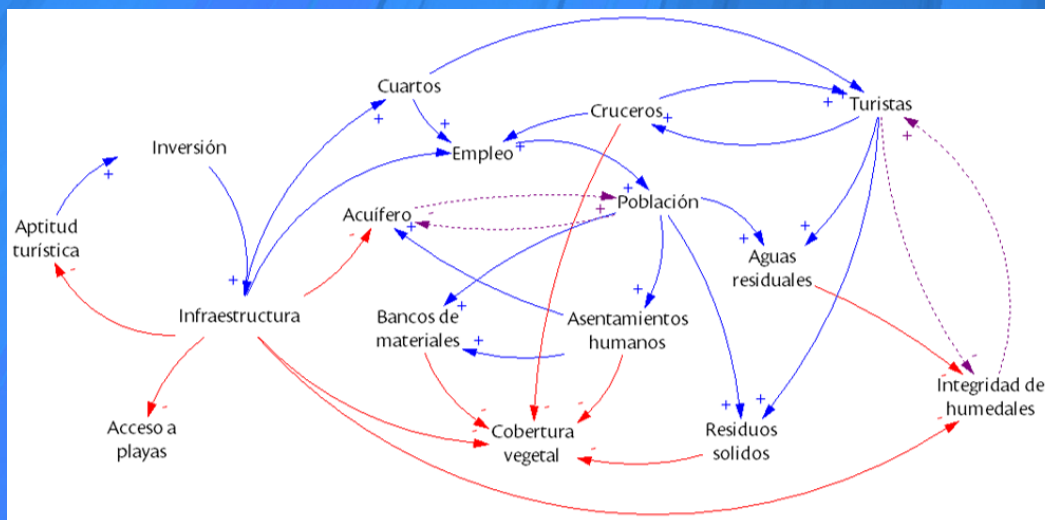 Cuartos
Cruceros
Turistas
Inversión
Empleo
Aptitud
turística
Acuífero
Población
Aguas
residuales
Infraestructura
Bancos de
materiales
Asentamientos
humanos
Integridad de
humedales
Acceso a
playas
Cobertura
vegetal
Residuos
solidos